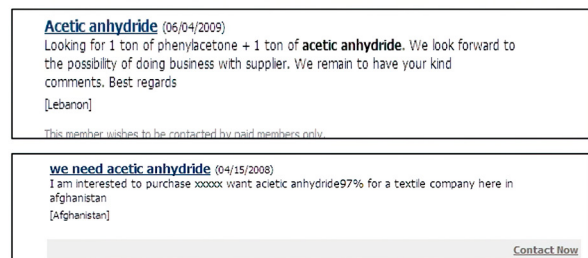 Acetic anhydride (06/04/2009)
Looking for 1 ton of phenylacetone + 1 ton of acetic anhydride. We look forward to
the possibility of doing business with supplier. We remain to have your kind
comments. Best regards
[Lebanon]
This member wishes to be contacted by paid members only.
we need acetic anhydride (04/15/2008)
I am interested to purchase xxxxx want acietic anhydride97% for a textile company here in
afghanistan
[Afghanistan]
Contact Now